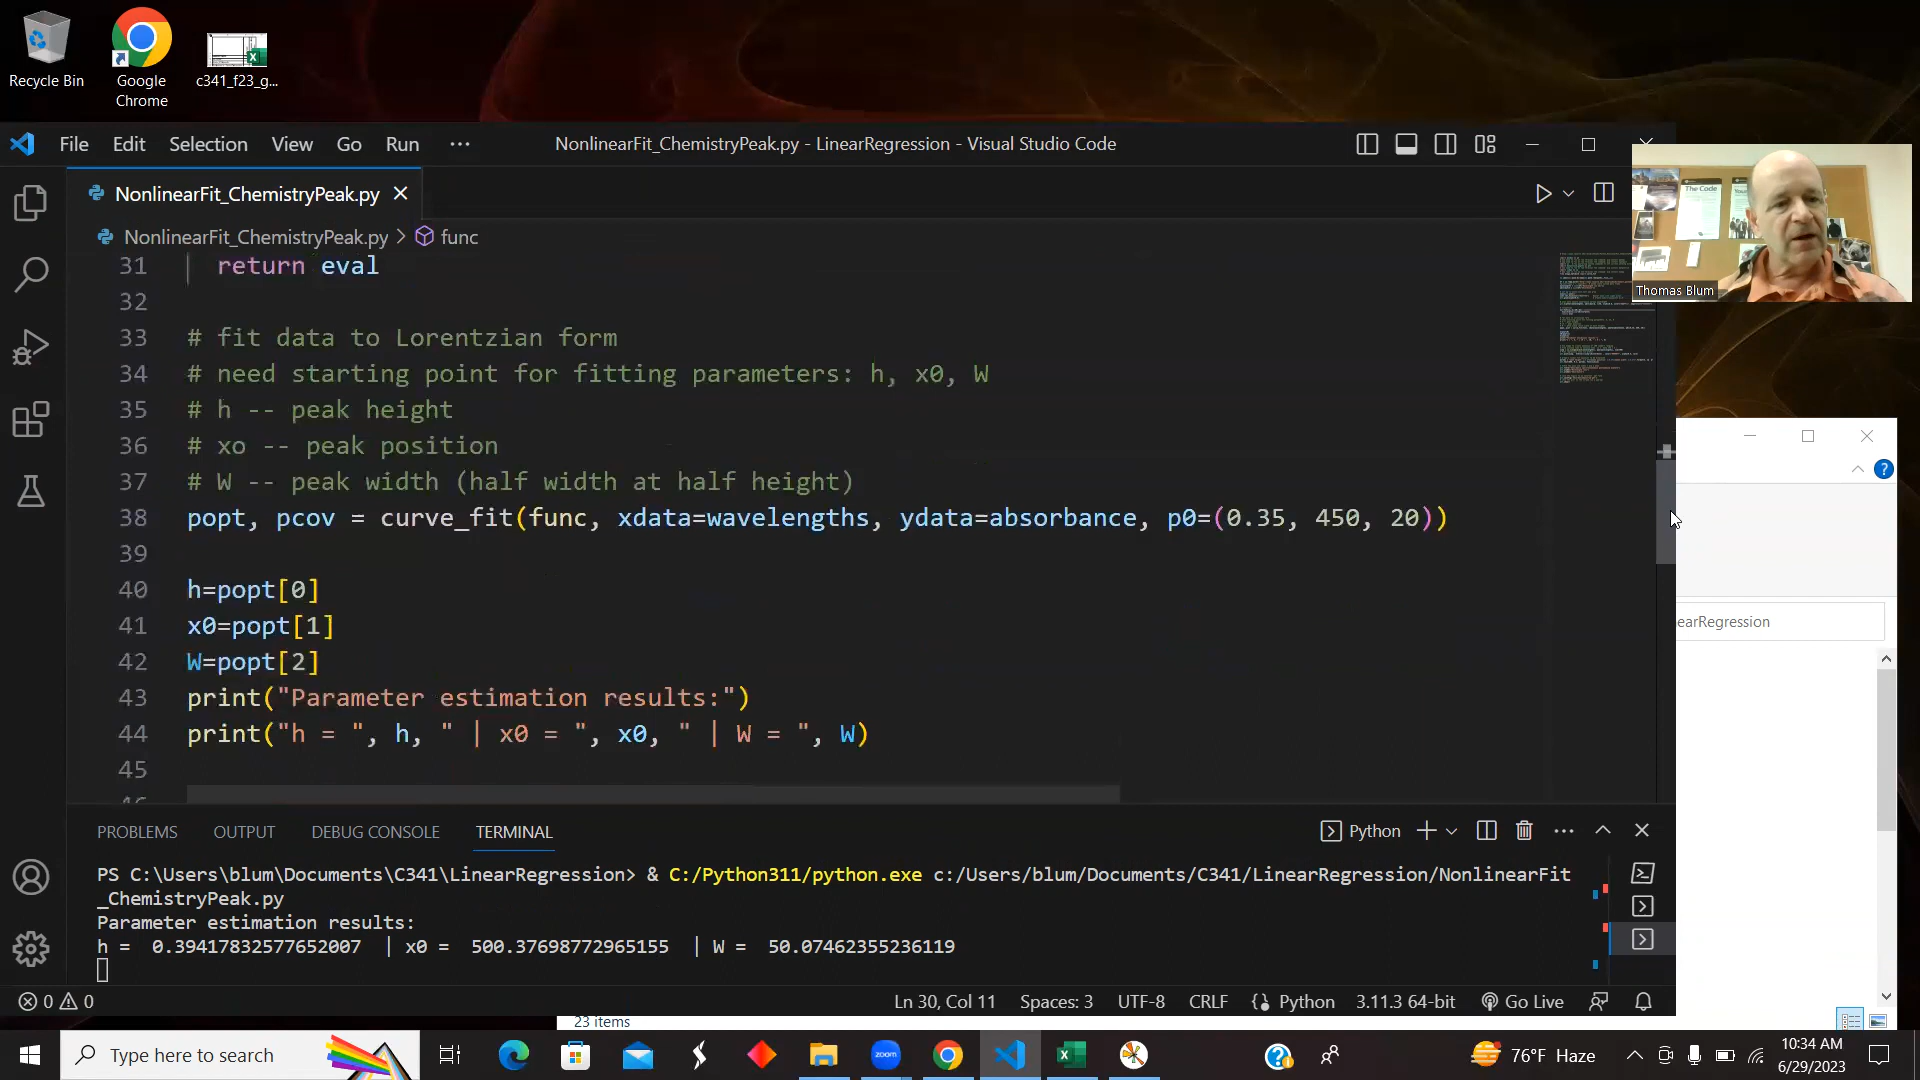 Recycle Bin
Google
Chrome
c341_f23_g...
File Edit Selection View Go Run ···
NonlinearFit_ChemistryPeak.py - LinearRegression - Visual Studio Code
NonlinearFit_ChemistryPeak.py
NonlinearFit_ChemistryPeak.py > func
The Code
Thomas Blum
31 return eval
32
33 # fit data to Lorentzian form
34 # need starting point for fitting parameters: h, x0, W
35 # h -- peak height
36 # xo -- peak position
37 # W -- peak width (half width at half height)
38 popt, pcov = curve_fit(func, xdata=wavelengths, ydata=absorbance, p0=(0.35, 450, 20))
39
40 h=popt[0]
41 x0=popt[1]
42 W=popt[2]
43 print("Parameter estimation results:")
44 print("h = ", h, " | x0 = ", x0, " | W = ", W)
45
earRegression
PROBLEMS OUTPUT DEBUG CONSOLE TERMINAL
Python
PS C:\Users\blum\Documents\C341\LinearRegression> & C:/Python311/python.exe c:/Users/blum/Documents/C341/LinearRegression/NonlinearFit
_ChemistryPeak.py
Parameter estimation results:
h =  0.39417832577652007  | x0 =  500.37698772965155  | W =  50.07462355236119
0 0
Ln 30, Col 11 Spaces: 3 UTF-8 CRLF Python 3.11.3 64-bit Go Live
23 items
Type here to search
zoom
76°F Haze
10:34 AM
6/29/2023